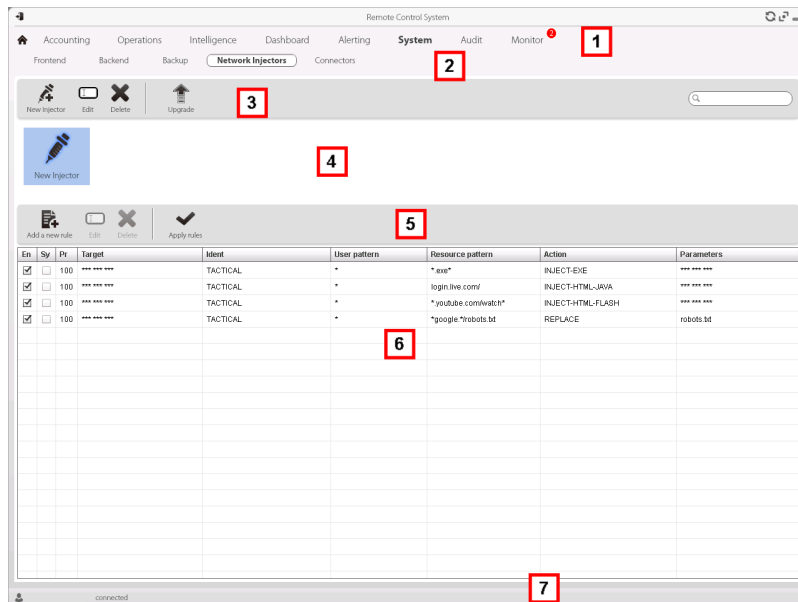 Remote Control System
Accounting Operations Intelligence Dashboard Alerting System Audit Monitor 2 1
Frontend Backend Backup Network Injectors Connectors 2
New Injector Edit Delete Upgrade 3
New Injector 4
Add a new rule Edit Delete Apply rules 5
En Sy Pr Target Ident User pattern Resource pattern Action Parameters
100 *** *** *** TACTICAL * *.exe* INJECT-EXE *** *** ***
100 *** *** *** TACTICAL * login.live.com/ INJECT-HTML-JAVA *** *** ***
100 *** *** *** TACTICAL * *.youtube.com/watch* INJECT-HTML-FLASH *** *** ***
100 *** *** *** TACTICAL * *google.*/robots.txt REPLACE robots.txt
6
connected 7